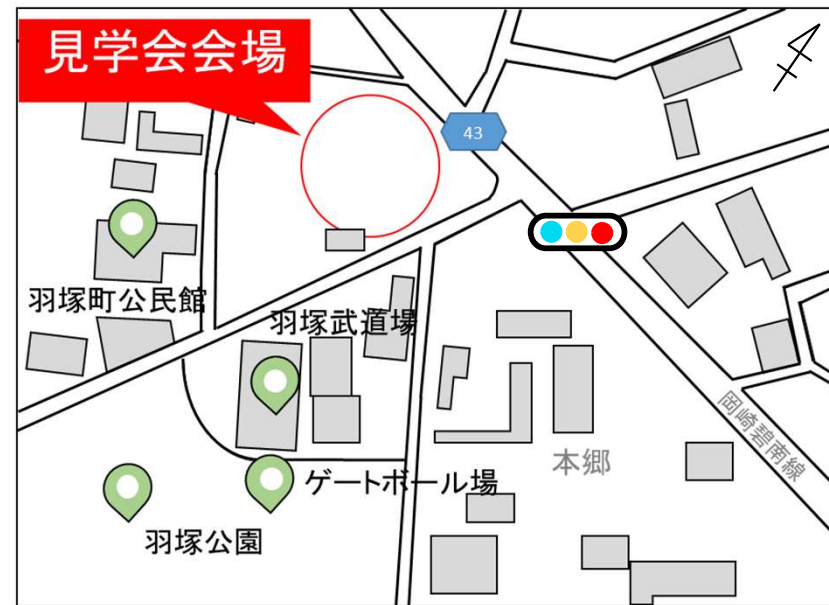 見学会会場
43
羽塚町公民館
羽塚武道場
岡崎碧南線
本郷
ゲートボール場
羽塚公園